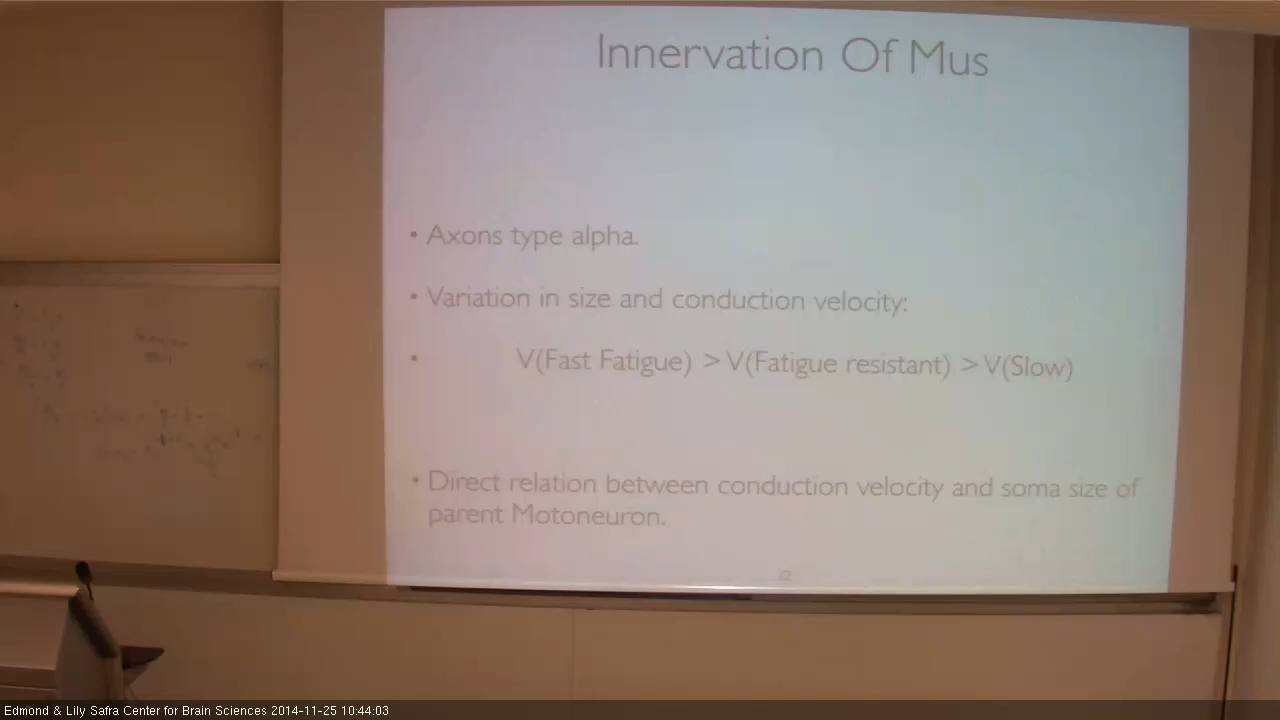 Innervation Of Mus
• Axons type alpha.
• Variation in size and conduction velocity:
• V(Fast Fatigue) > V(Fatigue resistant) > V(Slow)
• Direct relation between conduction velocity and soma size of
parent Motoneuron.
Edmond & Lily Safra Center for Brain Sciences 2014-11-25 10:44:03